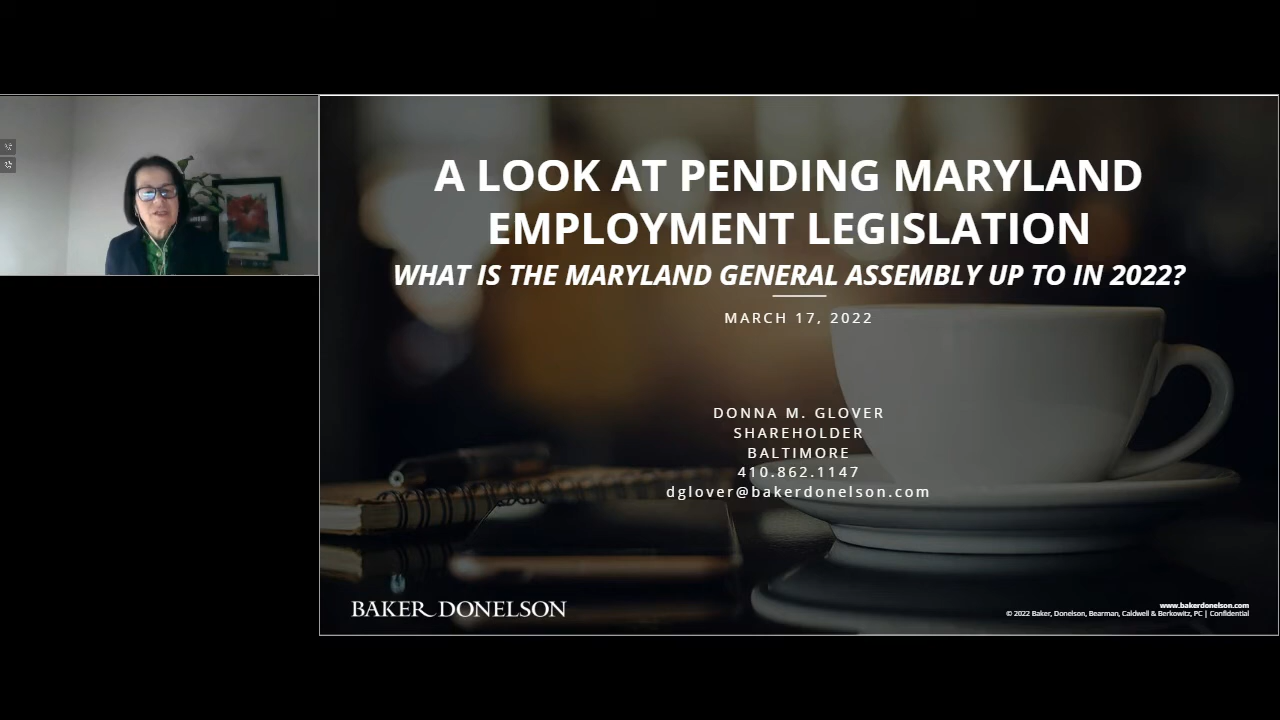 A LOOK AT PENDING MARYLAND
EMPLOYMENT LEGISLATION
WHAT IS THE MARYLAND GENERAL ASSEMBLY UP TO IN 2022?
MARCH 17, 2022
DONNA M. GLOVER
SHAREHOLDER
BALTIMORE
410.862.1147
dglover@bakerdonelson.com
BAKER DONELSON
www.bakerdonelson.com
© 2022 Baker, Donelson, Bearman, Caldwell & Berkowitz, PC | Confidential